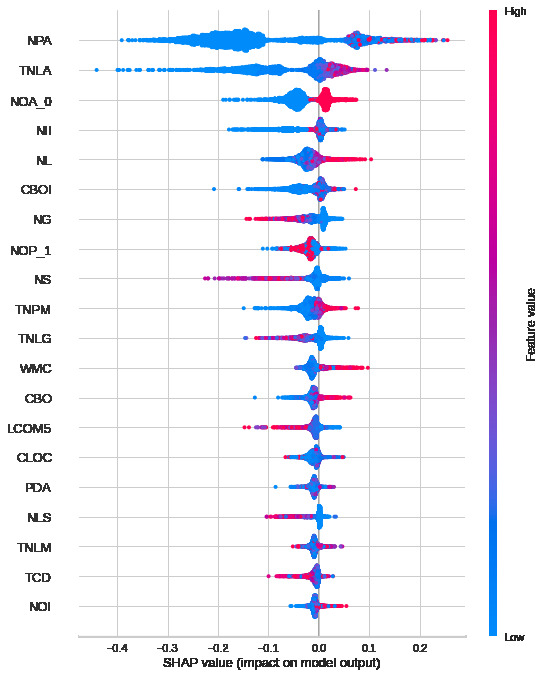 High
NPA
TNLA
NOA_0
NII
NL
CBOI
NG
NOP_1
NS
TNPM
TNLG
WMC
CBO
LCOM5
CLOC
PDA
NLS
TNLM
TCD
NOI
Low
Feature value
−0.4 −0.3 −0.2 −0.1 0.0 0.1 0.2
SHAP value (impact on model output)